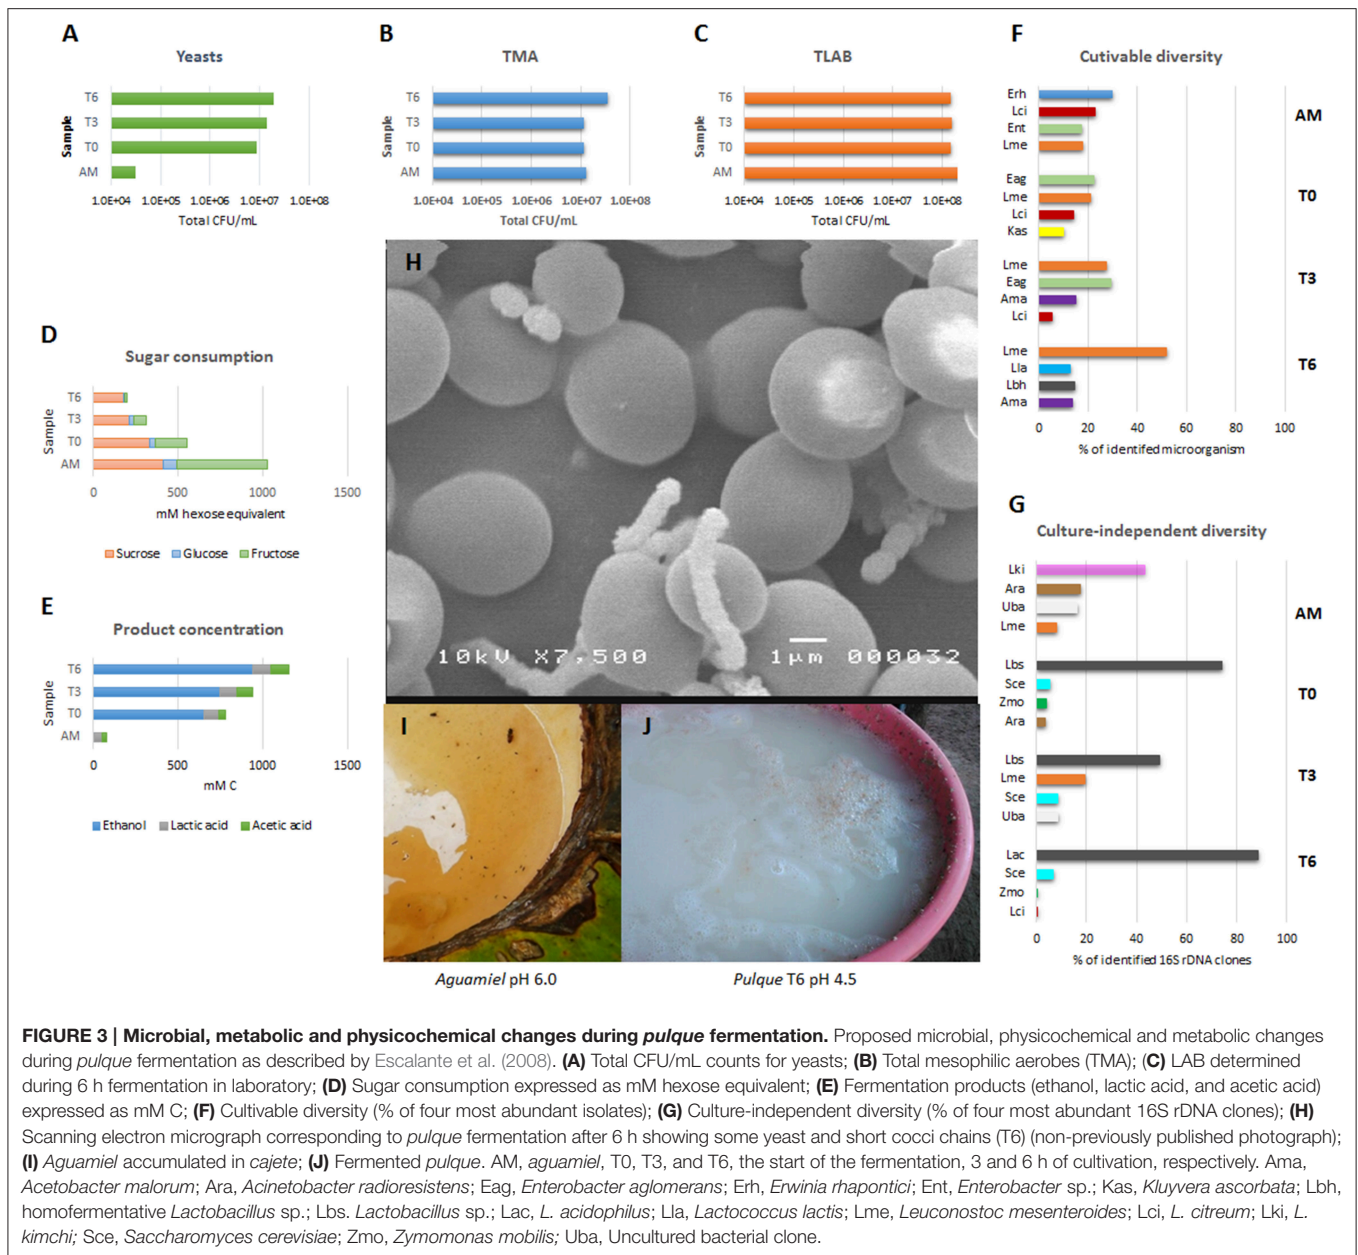 A
Yeasts
Sample
T6
T3
T0
AM
1.0E+04 1.0E+05 1.0E+06 1.0E+07 1.0E+08
Total CFU/mL
B
TMA
Sample
T6
T3
T0
AM
1.0E+04 1.0E+05 1.0E+06 1.0E+07 1.0E+08
Total CFU/mL
C
TLAB
Sample
T6
T3
T0
AM
1.0E+04 1.0E+05 1.0E+06 1.0E+07 1.0E+08
Total CFU/mL
D
Sugar consumption
Sample
T6
T3
T0
AM
0 500 1000 1500
mM hexose equivalent
Sucrose Glucose Fructose
E
Product concentration
Sample
T6
T3
T0
AM
0 500 1000 1500
mM C
Ethanol Lactic acid Acetic acid
H
10kV X7,500 1µm 000032
I
J
Aguamiel pH 6.0
Pulque T6 pH 4.5
F
Cutivable diversity
Erh
Lci
Ent
Lme
AM
Eag
Lme
Lci
Kas
T0
Lme
Eag
Ama
Lci
T3
Lme
Lla
Lbh
Ama
T6
0 20 40 60 80 100
% of identifed microorganism
G
Culture-independent diversity
Lki
Ara
Uba
Lme
AM
Lbs
Sce
Zmo
Ara
T0
Lbs
Lme
Sce
Uba
T3
Lac
Sce
Zmo
Lci
T6
0 20 40 60 80 100
% of identified 16S rDNA clones
FIGURE 3 | Microbial, metabolic and physicochemical changes during pulque fermentation. Proposed microbial, physicochemical and metabolic changes
during pulque fermentation as described by Escalante et al. (2008). (A) Total CFU/mL counts for yeasts; (B) Total mesophilic aerobes (TMA); (C) LAB determined
during 6 h fermentation in laboratory; (D) Sugar consumption expressed as mM hexose equivalent; (E) Fermentation products (ethanol, lactic acid, and acetic acid)
expressed as mM C; (F) Cultivable diversity (% of four most abundant isolates); (G) Culture-independent diversity (% of four most abundant 16S rDNA clones); (H)
Scanning electron micrograph corresponding to pulque fermentation after 6 h showing some yeast and short cocci chains (T6) (non-previously published photograph);
(I) Aguamiel accumulated in cajete; (J) Fermented pulque. AM, aguamiel, T0, T3, and T6, the start of the fermentation, 3 and 6 h of cultivation, respectively. Ama,
Acetobacter malorum; Ara, Acinetobacter radioresistens; Eag, Enterobacter aglomerans; Erh, Erwinia rhapontici; Ent, Enterobacter sp.; Kas, Kluyvera ascorbata; Lbh,
homofermentative Lactobacillus sp.; Lbs. Lactobacillus sp.; Lac, L. acidophilus; Lla, Lactococcus lactis; Lme, Leuconostoc mesenteroides; Lci, L. citreum; Lki, L.
kimchi; Sce, Saccharomyces cerevisiae; Zmo, Zymomonas mobilis; Uba, Uncultured bacterial clone.